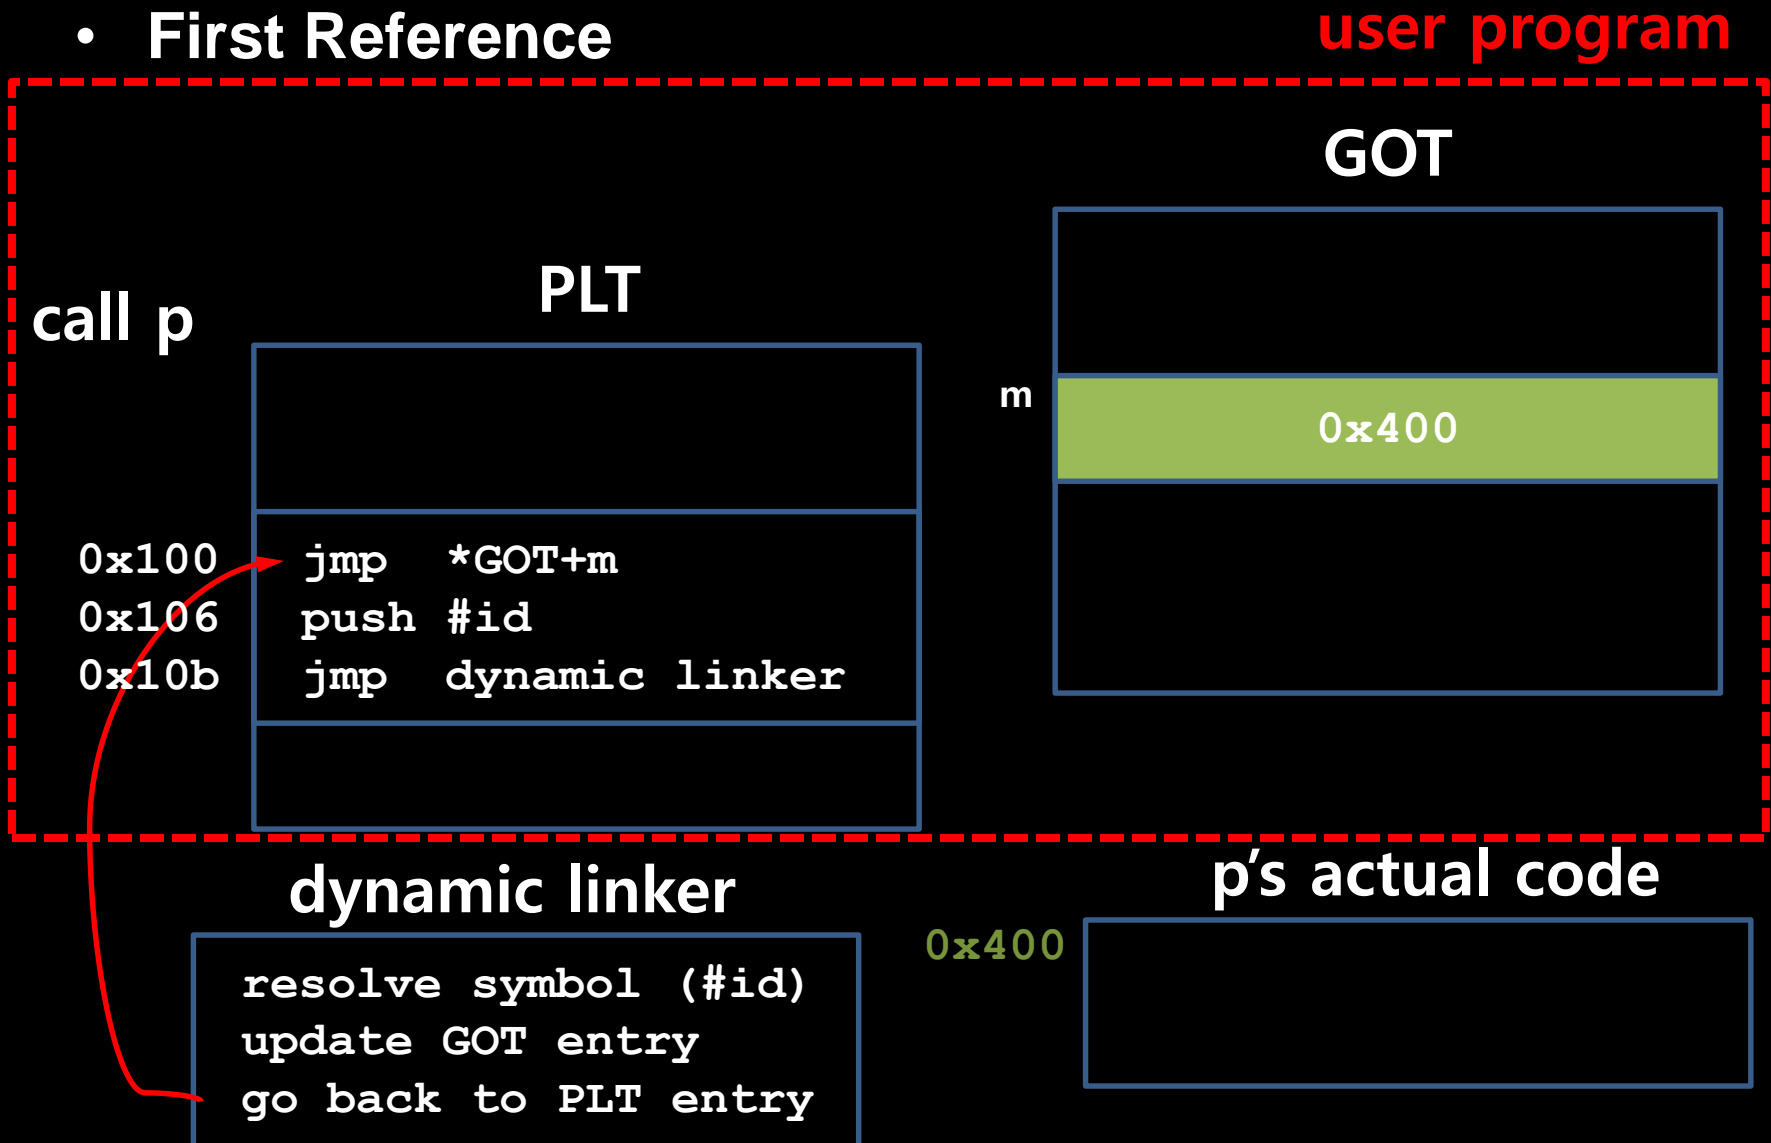 • First Reference
user program
GOT
PLT
call p
m
0x400
0x100 jmp *GOT+m
0x106 push #id
0x10b jmp dynamic linker
dynamic linker
p's actual code
0x400
resolve symbol (#id)
update GOT entry
go back to PLT entry